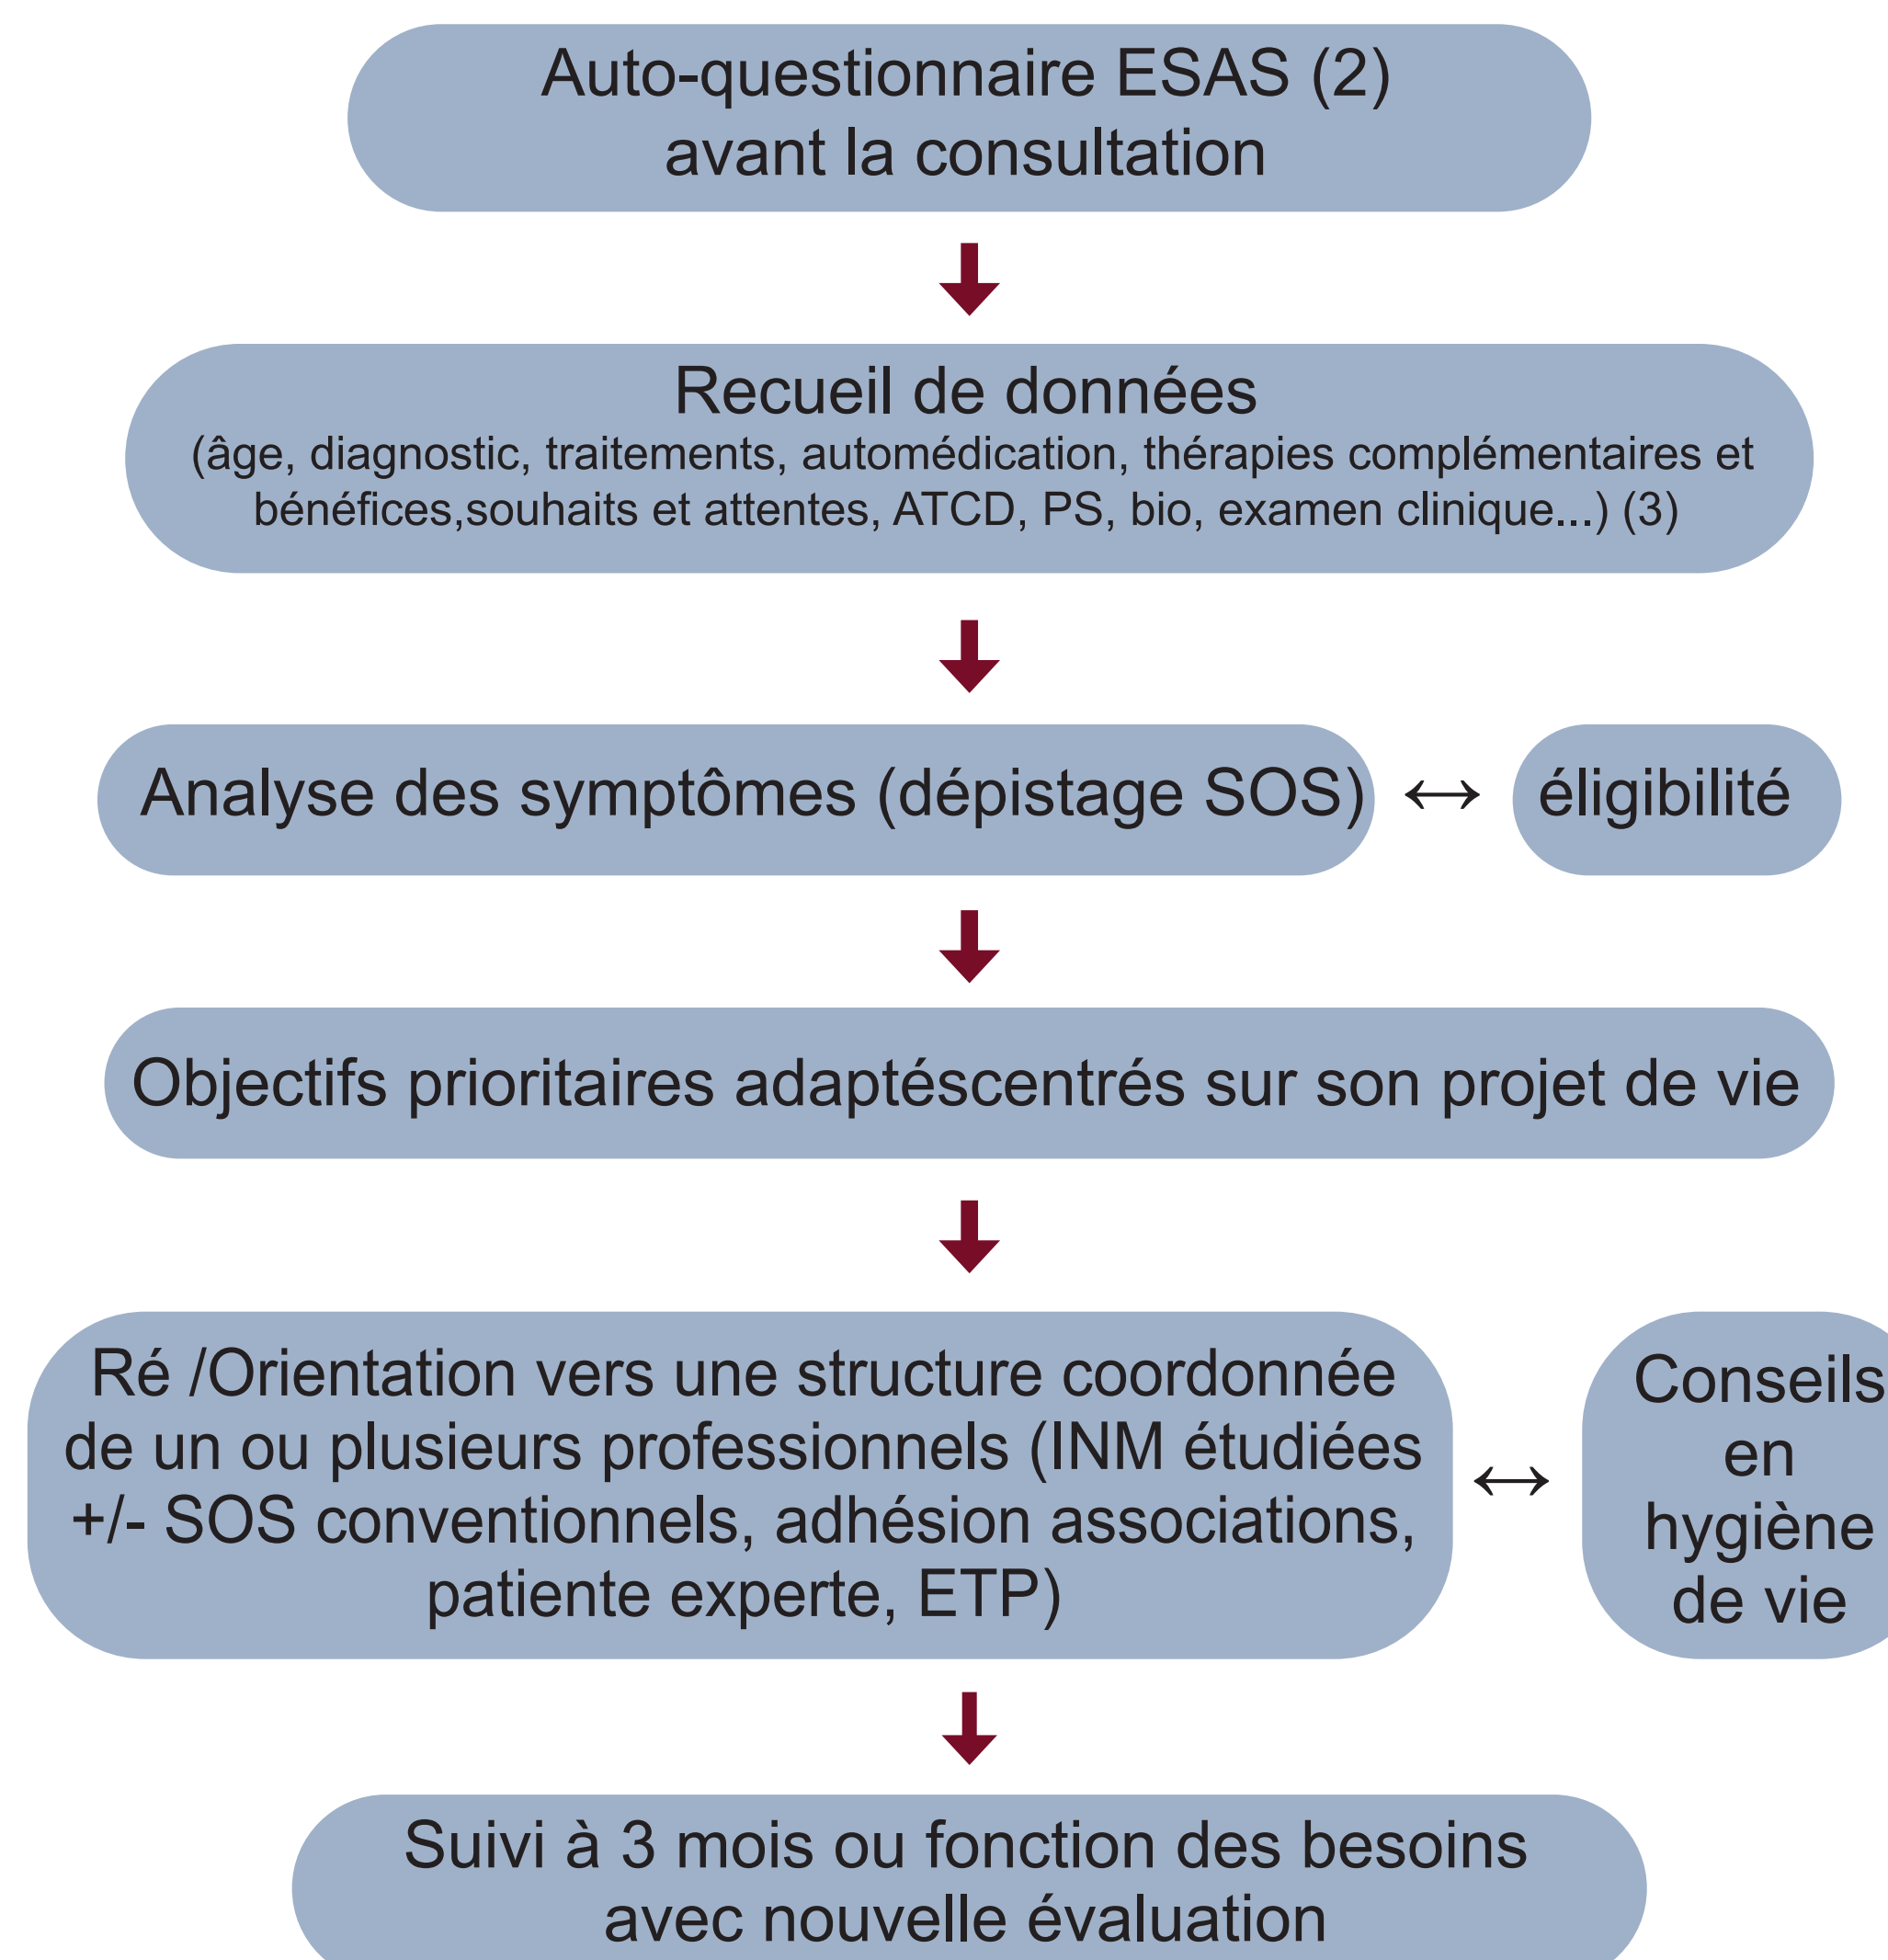 Auto-questionnaire ESAS (2)
avant la consultation
Recueil de données
(âge, diagnostic, traitements, automédication, thérapies complémentaires et
bénéfices,souhaits et attentes, ATCD, PS, bio, examen clinique...) (3)
Analyse des symptômes (dépistage SOS) ↔ éligibilité
Objectifs prioritaires adaptéscentrés sur son projet de vie
Ré /Orientation vers une structure coordonnée
de un ou plusieurs professionnels (INM étudiées
+/- SOS conventionnels, adhésion associations,
patiente experte, ETP)
↔
Conseils
en
hygiène
de vie
Suivi à 3 mois ou fonction des besoins
avec nouvelle évaluation